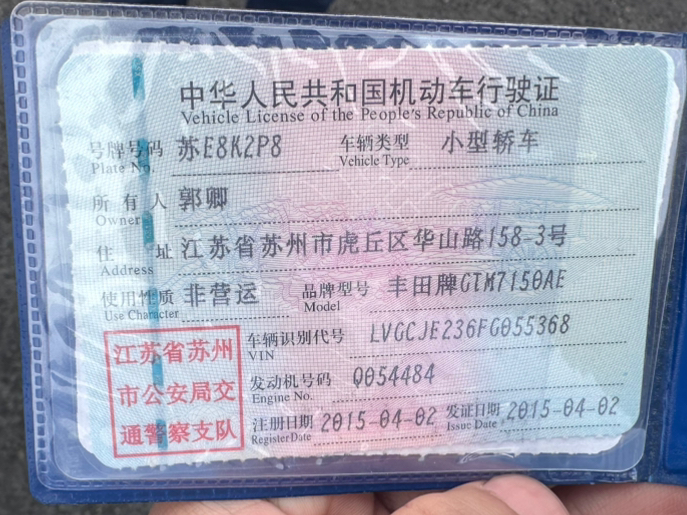 中华人民共和国机动车行驶证
Vehicle License of the People's Republic of China
号牌号码 苏E8K2P8 车辆类型 小型轿车
Plate No. Vehicle Type
所有人 郭卿
Owner
住址 江苏省苏州市虎丘区华山路158-3号
Address
使用性质 非营运 品牌型号 丰田牌GTM7150AE
Use Character Model
江苏省苏州 车辆识别代号 LVGCJE236FG055368
VIN
市公安局交 发动机号码 Q054484
Engine No.
通警察支队 注册日期 2015-04-02 发证日期 2015-04-02
Register Date Issue Date